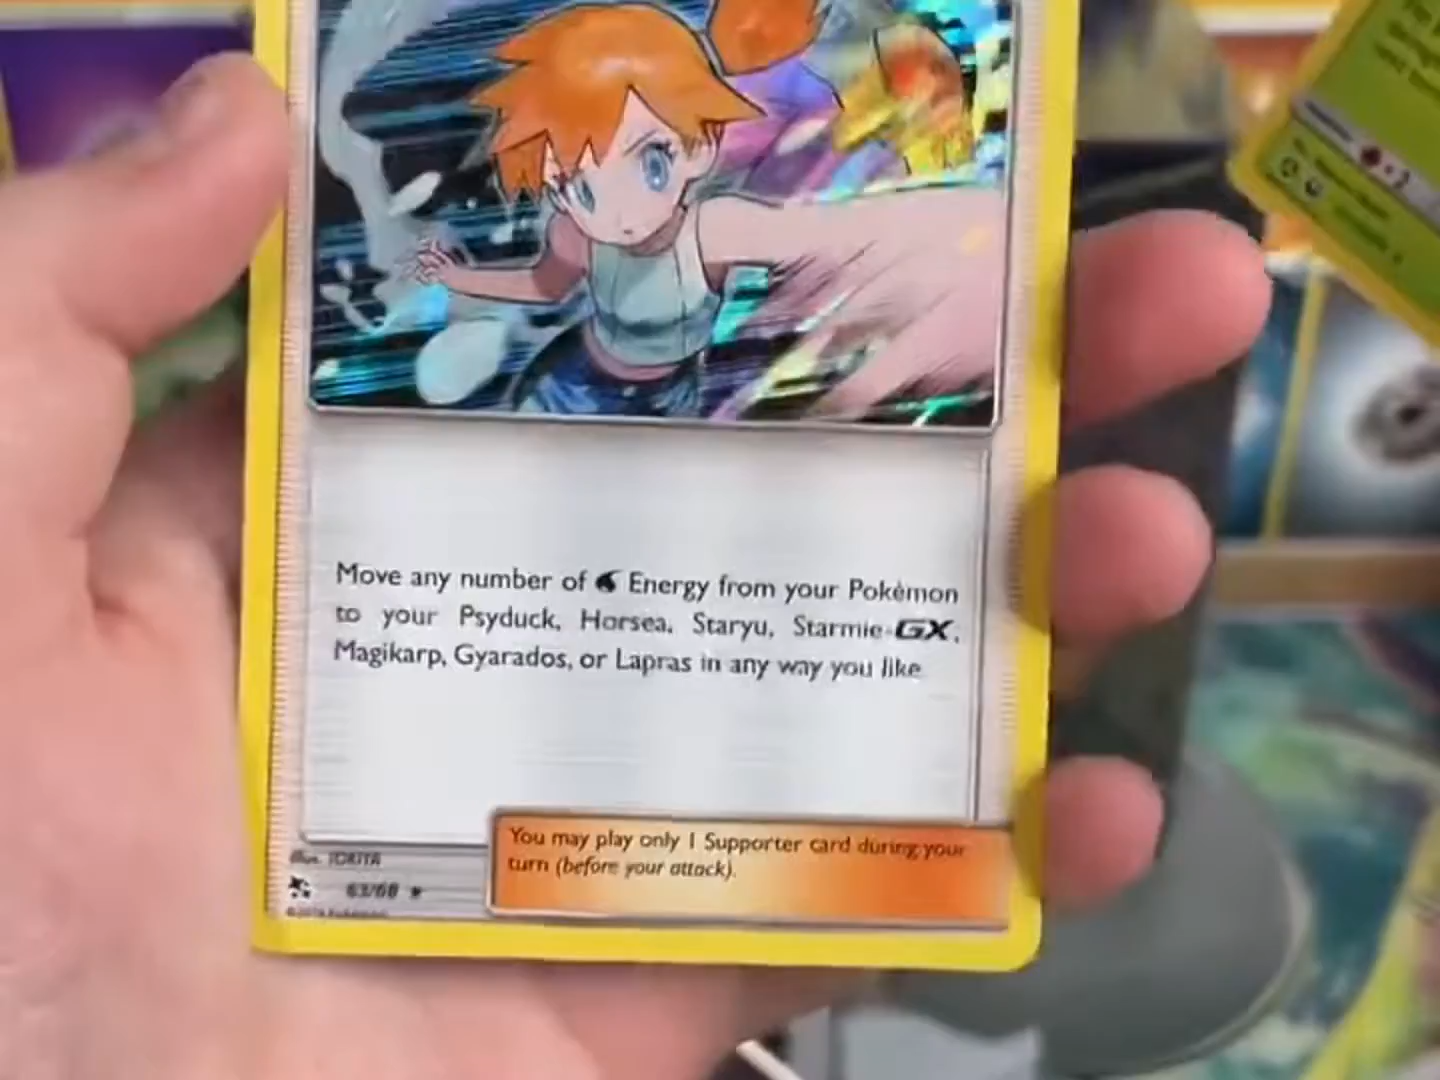 Move any number of Energy from your Pokémon
to your Psyduck, Horsea, Staryu, Starmie-GX,
Magikarp, Gyarados, or Lapras in any way you like
You may play only 1 Supporter card during your
turn (before your attack).
Illus. TOKIYA
63/68